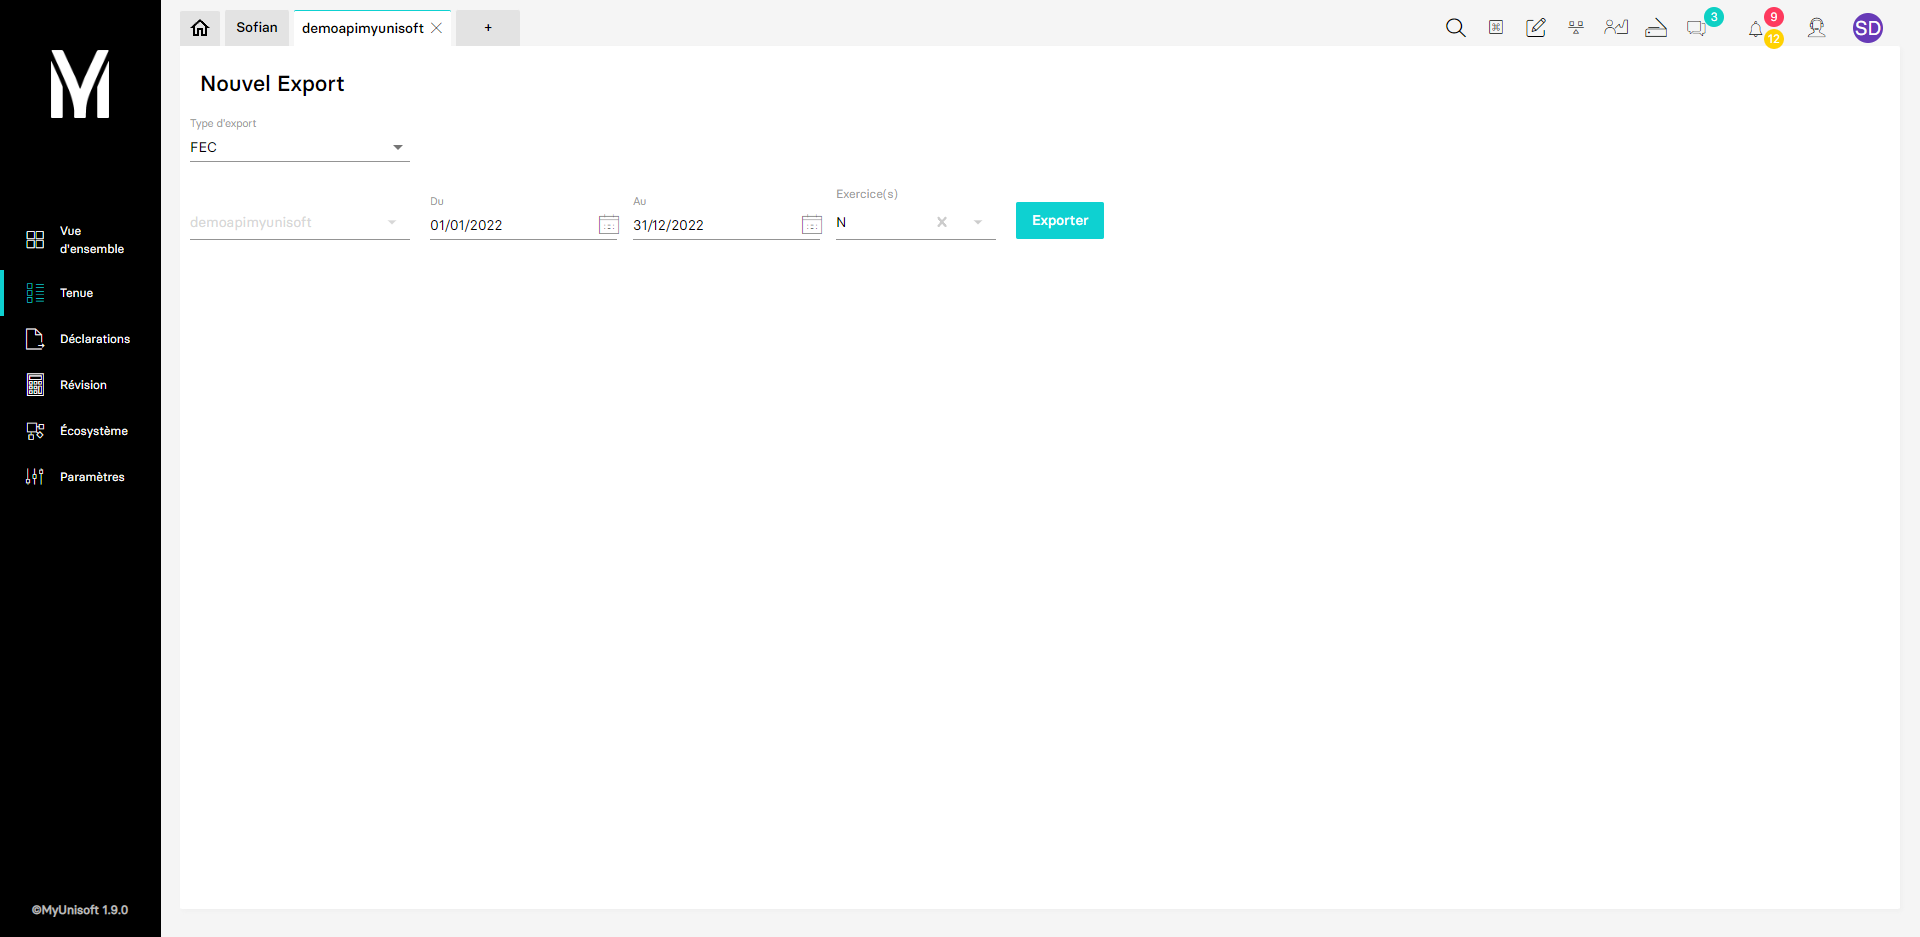 Sofian
demoapimyunisoft
+
3
9
12
SD
Nouvel Export
Type d'export
FEC
demoapimyunisoft
Du
01/01/2022
Au
31/12/2022
Exercice(s)
N
Exporter
Vue
d'ensemble
Tenue
Déclarations
Révision
Écosystème
Paramètres
©MyUnisoft 1.9.0